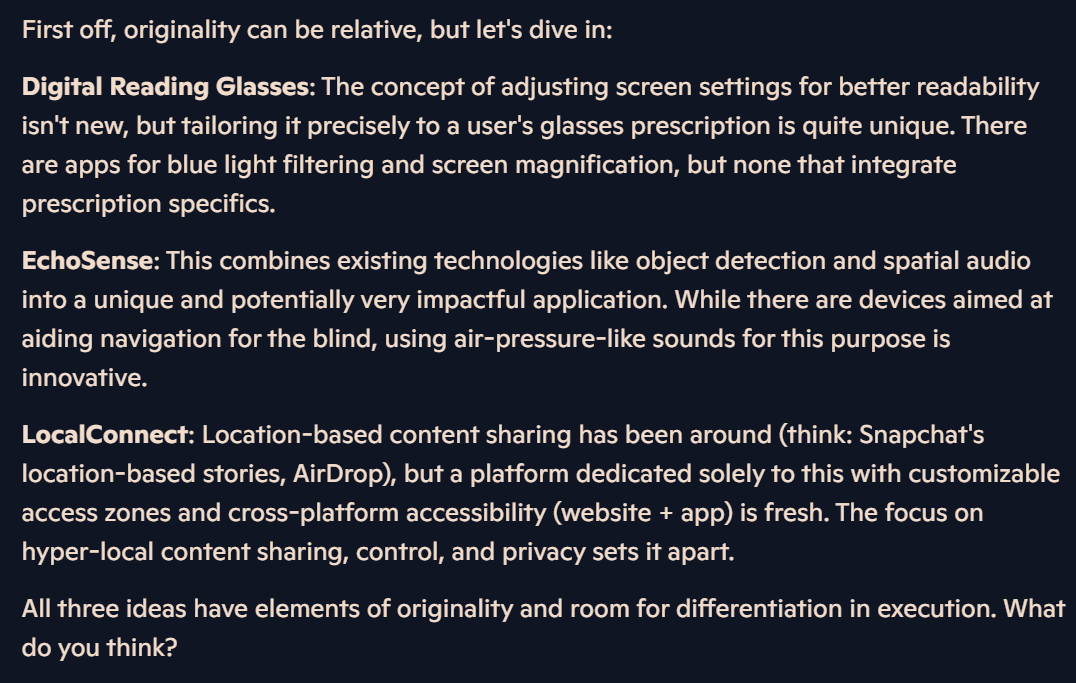 First off, originality can be relative, but let's dive in:
Digital Reading Glasses: The concept of adjusting screen settings for better readability
isn't new, but tailoring it precisely to a user's glasses prescription is quite unique. There
are apps for blue light filtering and screen magnification, but none that integrate
prescription specifics.
EchoSense: This combines existing technologies like object detection and spatial audio
into a unique and potentially very impactful application. While there are devices aimed at
aiding navigation for the blind, using air-pressure-like sounds for this purpose is
innovative.
LocalConnect: Location-based content sharing has been around (think: Snapchat's
location-based stories, AirDrop), but a platform dedicated solely to this with customizable
access zones and cross-platform accessibility (website + app) is fresh. The focus on
hyper-local content sharing, control, and privacy sets it apart.
All three ideas have elements of originality and room for differentiation in execution. What
do you think?